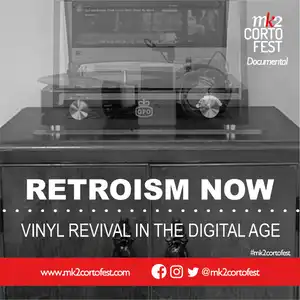 mk2
CORTO
FEST
Documental
RETROISM NOW
VINYL REVIVAL IN THE DIGITAL AGE
#mk2cortofest
www.mk2cortofest.com
@mk2cortofest